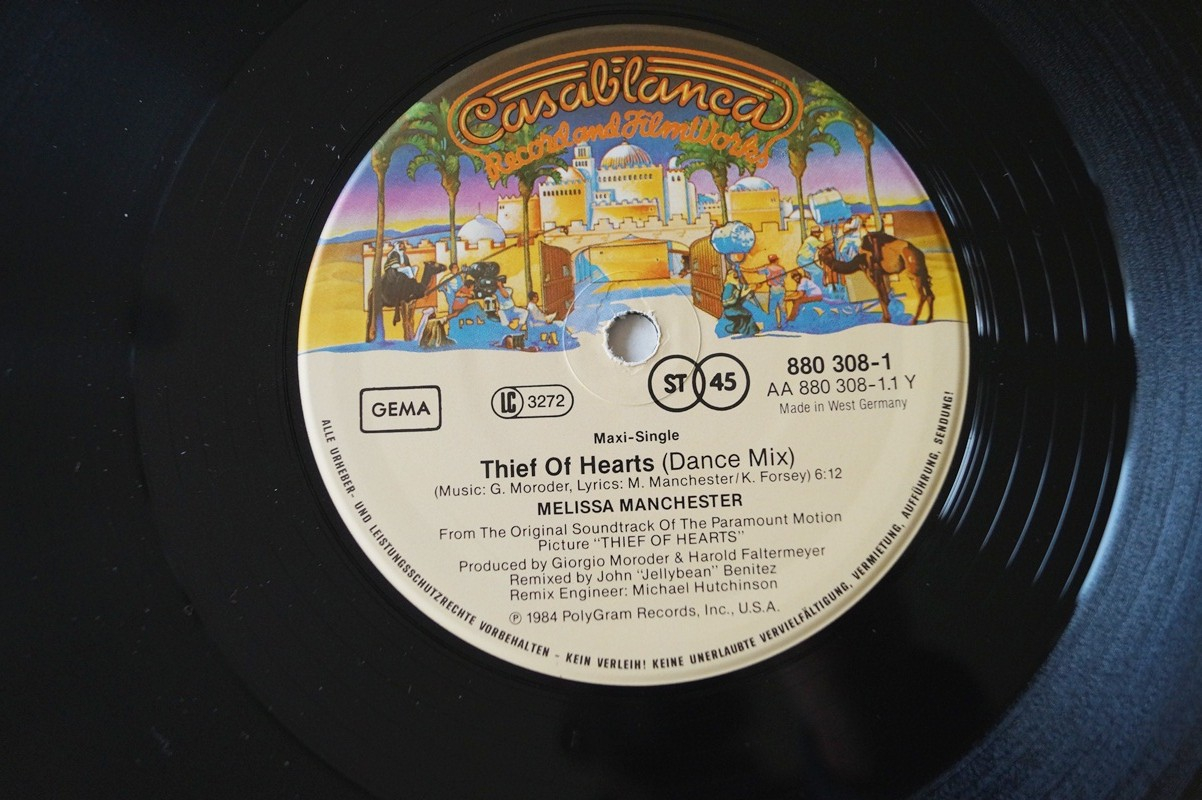 Casablanca
Record and FilmWorks
GEMA
LC 3272
ST 45
880 308-1
AA 880 308-1.1 Y
Made in West Germany
Maxi-Single
Thief Of Hearts (Dance Mix)
(Music: G. Moroder, Lyrics: M. Manchester/K. Forsey) 6:12
MELISSA MANCHESTER
From The Original Soundtrack Of The Paramount Motion
Picture "THIEF OF HEARTS"
Produced by Giorgio Moroder & Harold Faltermeyer
Remixed by John "Jellybean" Benitez
Remix Engineer: Michael Hutchinson
℗ 1984 PolyGram Records, Inc., U.S.A.
ALLE URHEBER- UND LEISTUNGSSCHUTZRECHTE VORBEHALTEN - KEIN VERLEIH! KEINE UNERLAUBTE VERVIELFÄLTIGUNG, VERMIETUNG, AUFFÜHRUNG, SENDUNG!